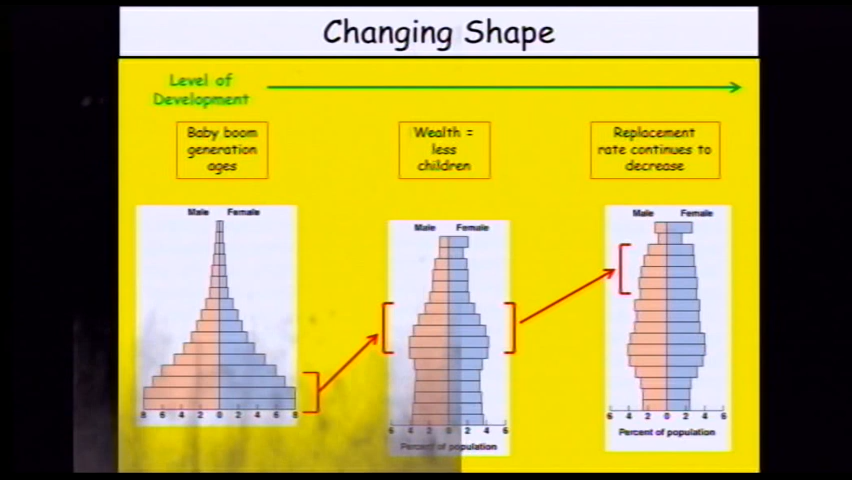 Changing Shape
Level of
Development
Baby boom
generation
ages
Wealth =
less
children
Replacement
rate continues to
decrease
Male Female
8 6 4 2 0 2 4 6 8
Male Female
6 4 3 0 2 4 6
Percent of population
Male Female
6 4 2 0 2 4 6
Percent of population